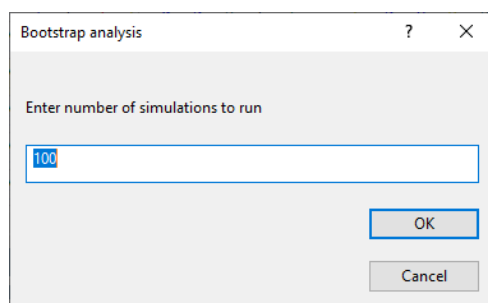 Bootstrap analysis ?
Enter number of simulations to run
100
OK
Cancel